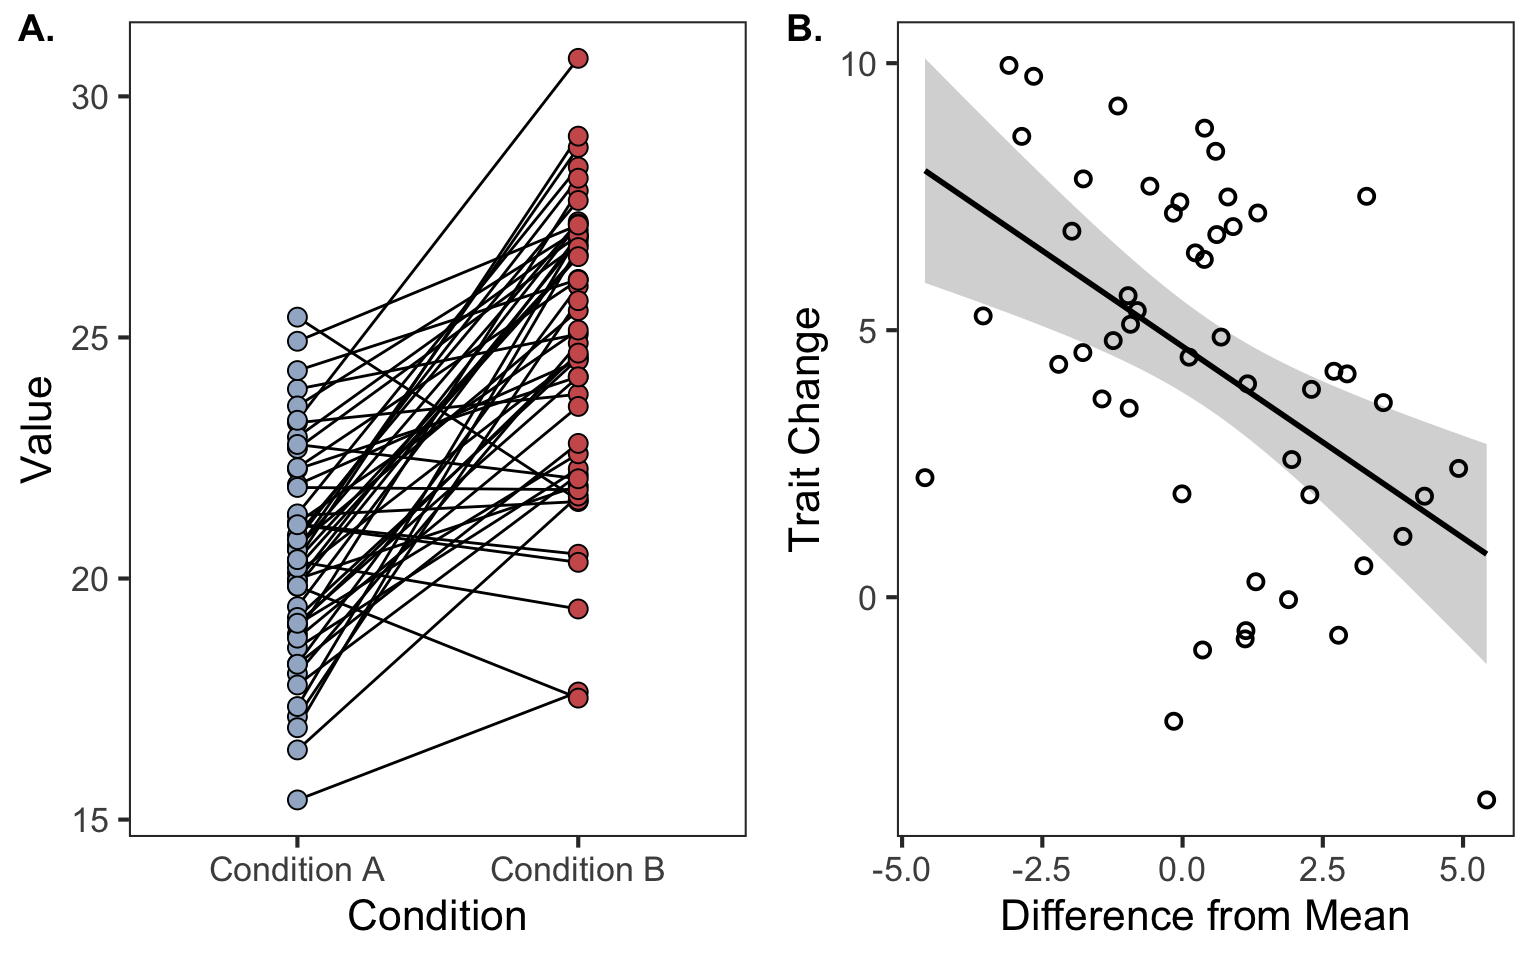 A.
Value
30
25
20
15
Condition A Condition B
Condition
B.
Trait Change
10
5
0
-5.0 -2.5 0.0 2.5 5.0
Difference from Mean